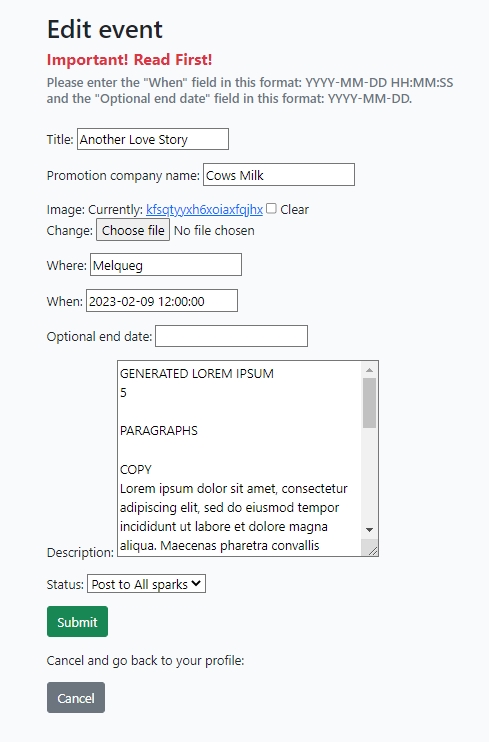 Edit event
Important! Read First!
Please enter the "When" field in this format: YYYY-MM-DD HH:MM:SS
and the "Optional end date" field in this format: YYYY-MM-DD.
Title: Another Love Story
Promotion company name: Cows Milk
Image: Currently: kfsqtyyxh6xoiaxfqjhx Clear
Change: Choose file No file chosen
Where: Melqueg
When: 2023-02-09 12:00:00
Optional end date:
GENERATED LOREM IPSUM
5
PARAGRAPHS
COPY
Lorem ipsum dolor sit amet, consectetur
adipiscing elit, sed do eiusmod tempor
incididunt ut labore et dolore magna
aliqua. Maecenas pharetra convallis
Description:
Status: Post to All sparks
Submit
Cancel and go back to your profile:
Cancel